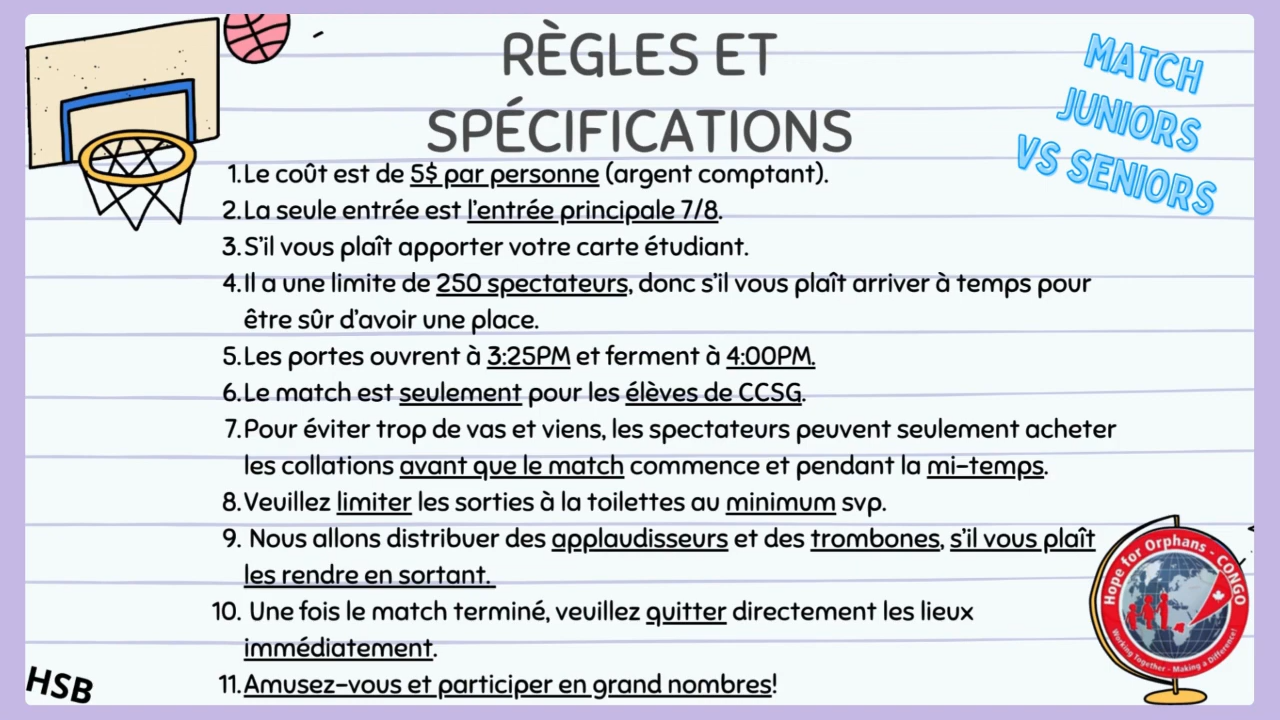 RÈGLES ET
SPÉCIFICATIONS
MATCH
JUNIORS
VS SENIORS
1. Le coût est de 5$ par personne (argent comptant).
2. La seule entrée est l'entrée principale 7/8.
3. S'il vous plaît apporter votre carte étudiant.
4. Il a une limite de 250 spectateurs, donc s'il vous plaît arriver à temps pour
être sûr d'avoir une place.
5. Les portes ouvrent à 3:25PM et ferment à 4:00PM.
6. Le match est seulement pour les élèves de CCSG.
7. Pour éviter trop de vas et viens, les spectateurs peuvent seulement acheter
les collations avant que le match commence et pendant la mi-temps.
8. Veuillez limiter les sorties à la toilettes au minimum svp.
9. Nous allons distribuer des applaudisseurs et des trombones, s'il vous plaît
les rendre en sortant.
10. Une fois le match terminé, veuillez quitter directement les lieux
immédiatement.
11. Amusez-vous et participer en grand nombres!
Hope for Orphans - CONGO
Working Together - Making a Difference!
HSB